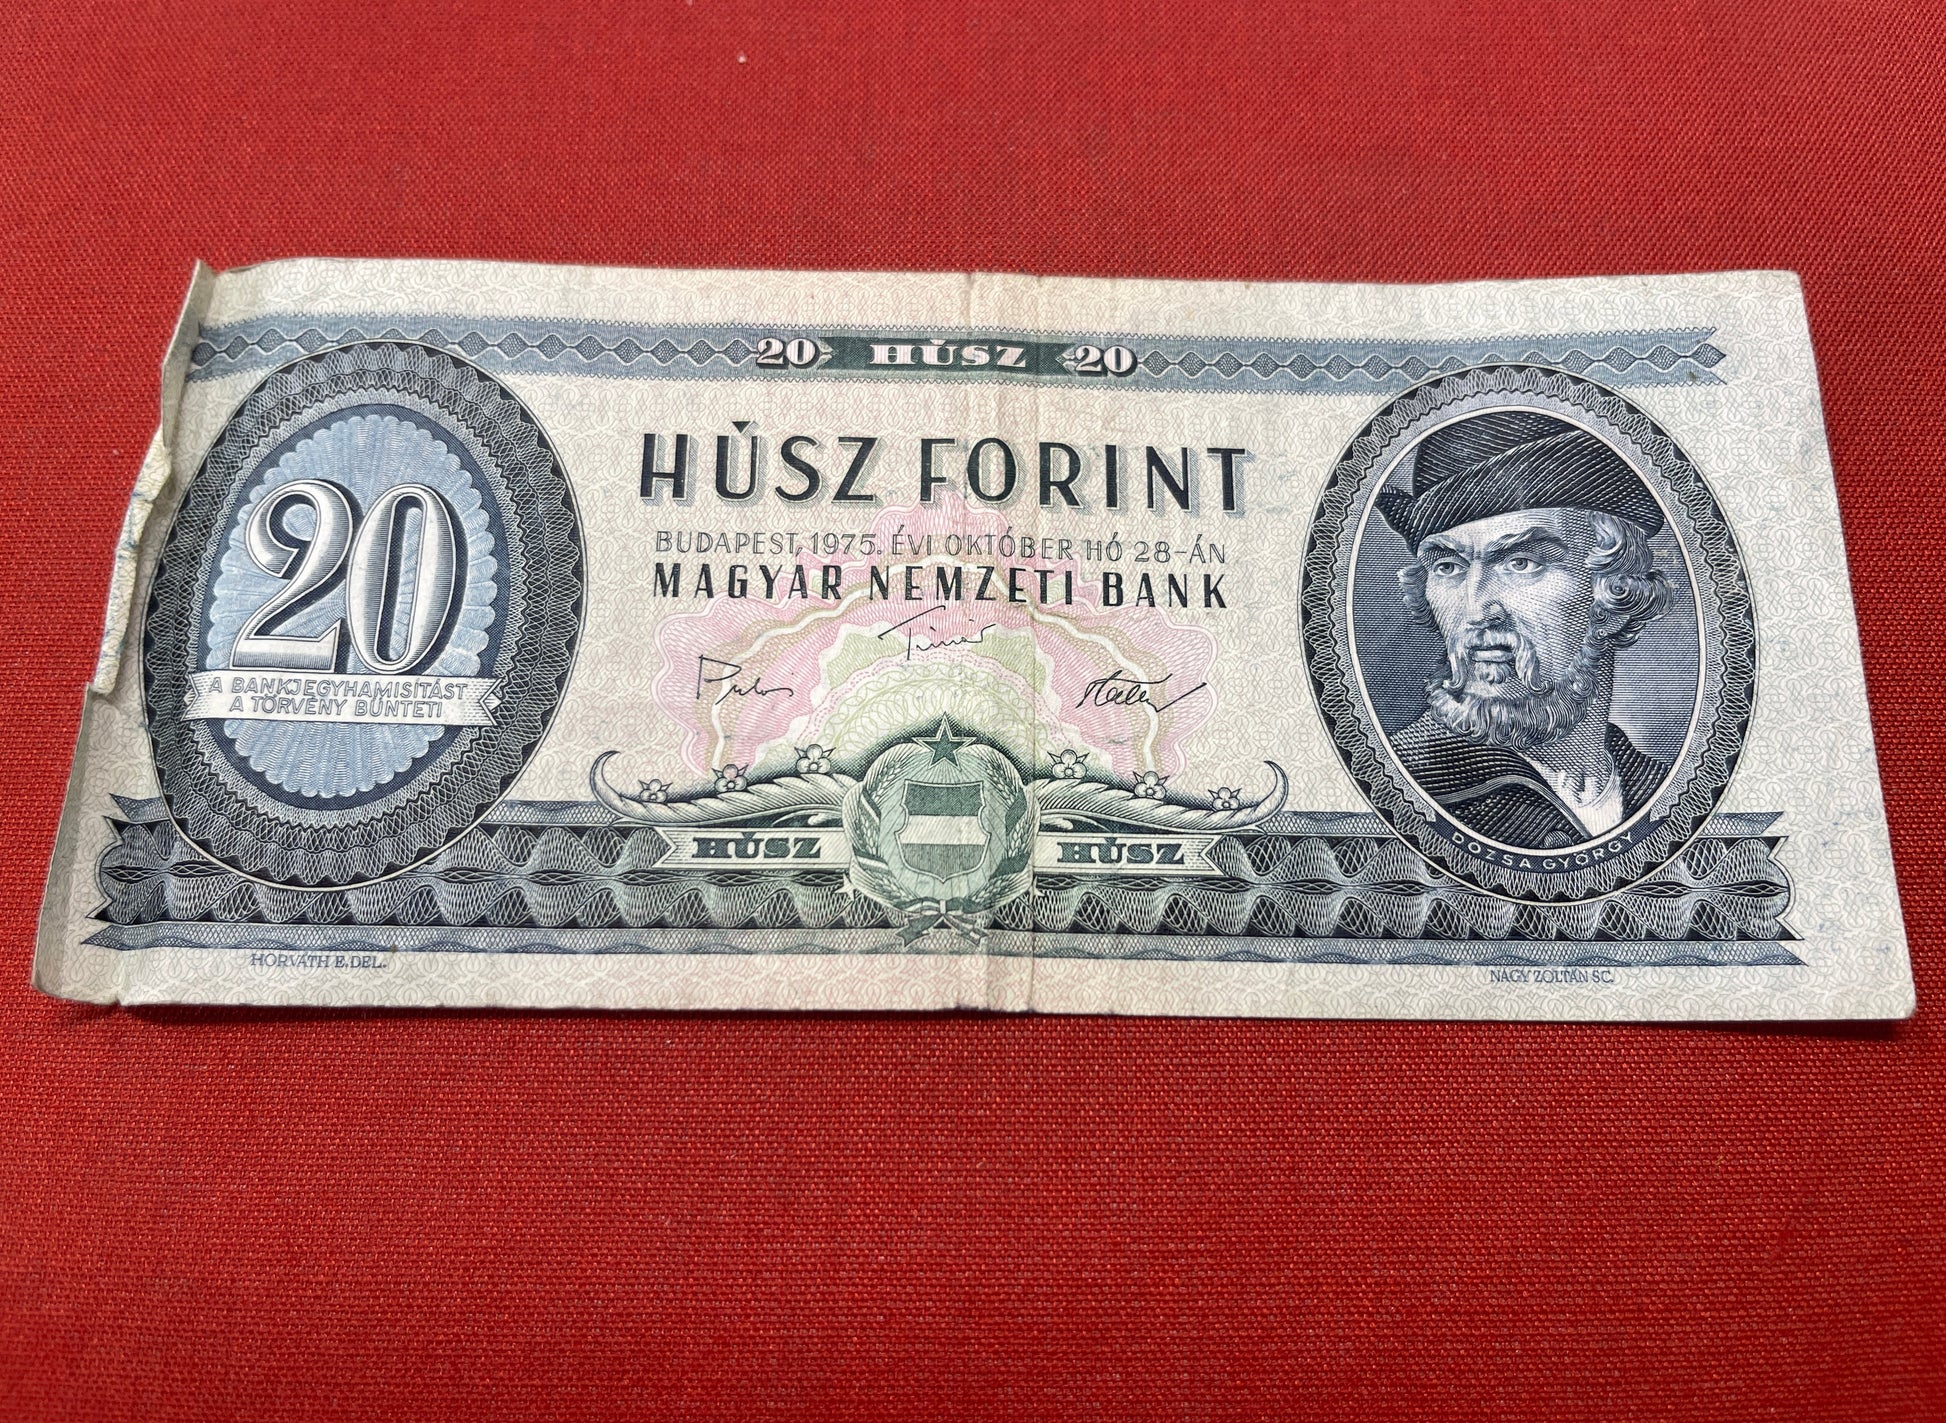 20 HÚSZ 20
HÚSZ FORINT
BUDAPEST, 1975. ÉVI OKTÓBER HÓ 28-ÁN
MAGYAR NEMZETI BANK
20
A BANKJEGYHAMISÍTÁST
A TÖRVÉNY BÜNTETI
HÚSZ HÚSZ
DÓZSA GYÖRGY
HORVÁTH E. DEL.
NAGY ZOLTÁN SC.